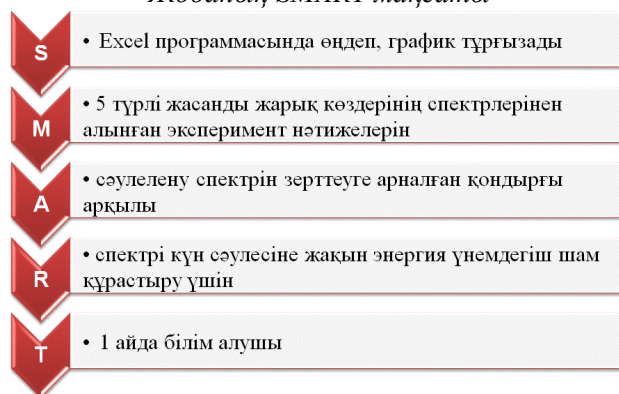 Жобаның SMART мақсаты
S
• Excel программасында өңдеп, график тұрғызады
M
• 5 түрлі жасанды жарық көздерінің спектрлерінен
алынған эксперимент нәтижелерін
A
• сәулелену спектрін зерттеуге арналған қондырғы
арқылы
R
• спектрі күн сәулесіне жақын энергия үнемдегіш шам
құрастыру үшін
T
• 1 айда білім алушы